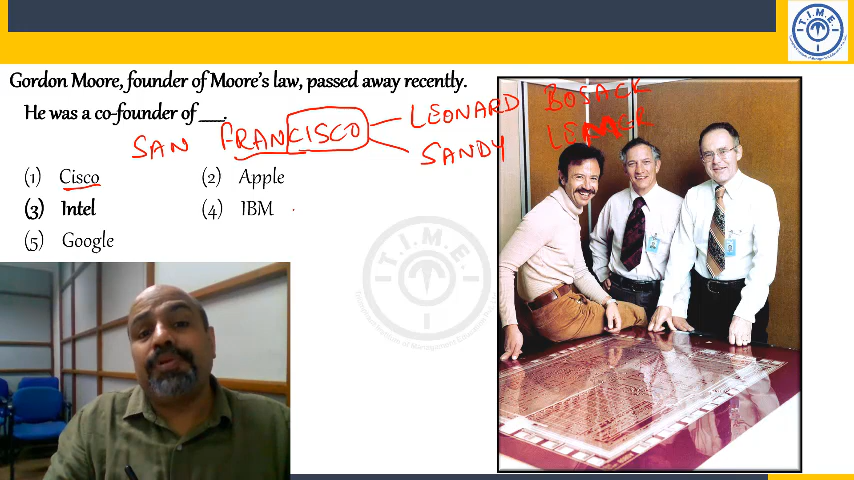 T.I.M.E.
Gordon Moore, founder of Moore's law, passed away recently.
He was a co-founder of ___.
SAN FRANCISCO
LEONARD BOSACK
SANDY
(1) Cisco (2) Apple
(3) Intel (4) IBM
(5) Google
T.I.M.E.